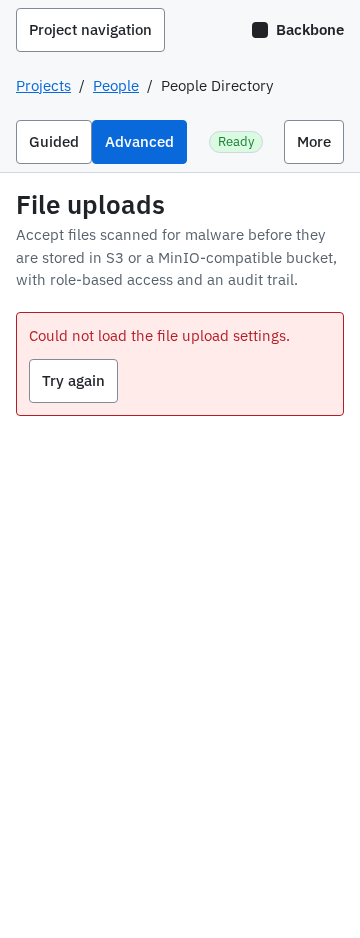 Project navigation
Backbone
Projects / People / People Directory
Guided
Advanced
Ready
More
File uploads
Accept files scanned for malware before they
are stored in S3 or a MinIO-compatible bucket,
with role-based access and an audit trail.
Could not load the file upload settings.
Try again